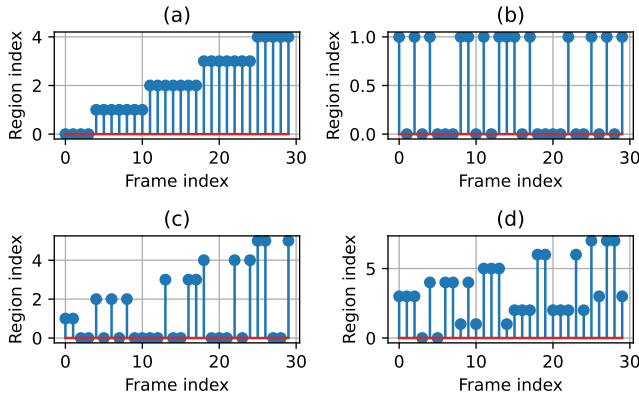 (a)
Region index
4
2
0
0 10 20 30
Frame index
(b)
Region index
1.0
0.5
0.0
0 10 20 30
Frame index
(c)
Region index
4
2
0
0 10 20 30
Frame index
(d)
Region index
5
0
0 10 20 30
Frame index